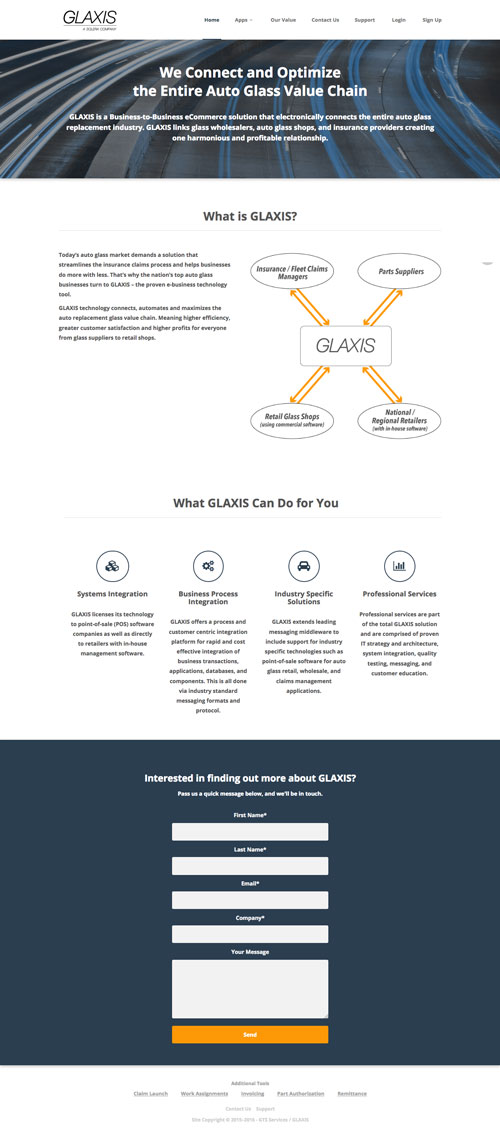 GLAXIS
A SOLERA COMPANY
Home Apps Our Value Contact Us Support Login Sign Up
We Connect and Optimize
the Entire Auto Glass Value Chain
GLAXIS is a Business-to-Business eCommerce solution that electronically connects the entire auto glass
replacement industry. GLAXIS links glass wholesalers, auto glass shops, and insurance providers creating
one harmonious and profitable relationship.
What is GLAXIS?
Today's auto glass market demands a solution that
streamlines the insurance claims process and helps businesses
do more with less. That's why the nation's top auto glass
businesses turn to GLAXIS – the proven e-business technology
tool.
GLAXIS technology connects, automates and maximizes the
auto replacement glass value chain. Meaning higher efficiency,
greater customer satisfaction and higher profits for everyone
from glass suppliers to retail shops.
Insurance / Fleet Claims
Managers
Parts Suppliers
GLAXIS
Retail Glass Shops
(using commercial software)
National /
Regional Retailers
(with in-house software)
What GLAXIS Can Do for You
Systems Integration
GLAXIS licenses its technology
to point-of-sale (POS) software
companies as well as directly
to retailers with in-house
management software.
Business Process
Integration
GLAXIS offers a process and
customer centric integration
platform for rapid and cost
effective integration of
business transactions,
applications, databases, and
components. This is all done
via industry standard
messaging formats and
protocol.
Industry Specific
Solutions
GLAXIS extends leading
messaging middleware to
include support for industry
specific technologies such as
point-of-sale software for auto
glass retail, wholesale, and
claims management
applications.
Professional Services
Professional services are part
of the total GLAXIS solution
and are comprised of proven
IT strategy and architecture,
system integration, quality
testing, messaging, and
customer education.
Interested in finding out more about GLAXIS?
Pass us a quick message below, and we'll be in touch.
First Name*
Last Name*
Email*
Company*
Your Message
Send
Additional Tools
Claim Launch Work Assignments Invoicing Part Authorization Remittance
Contact Us Support
Site Copyright © 2015-2018 - GTS Services / GLAXIS